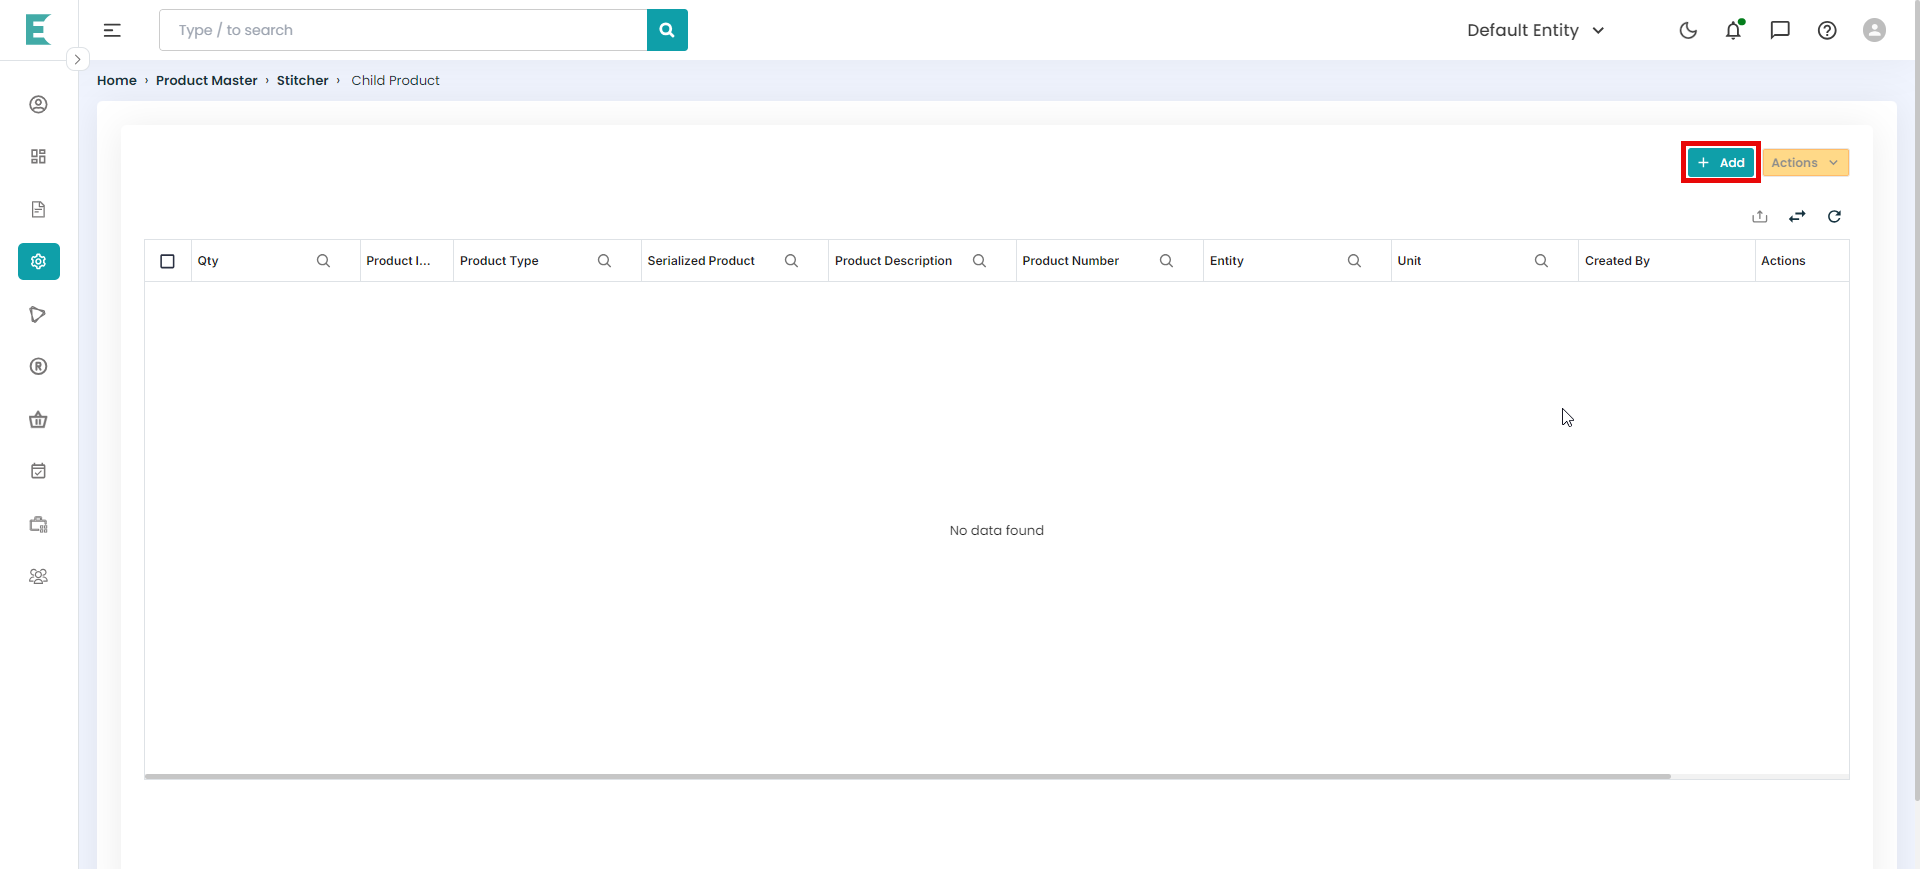 Type / to search
Default Entity
Home › Product Master › Stitcher › Child Product
+ Add
Actions
Qty Product I... Product Type Serialized Product Product Description Product Number Entity Unit Created By Actions
No data found